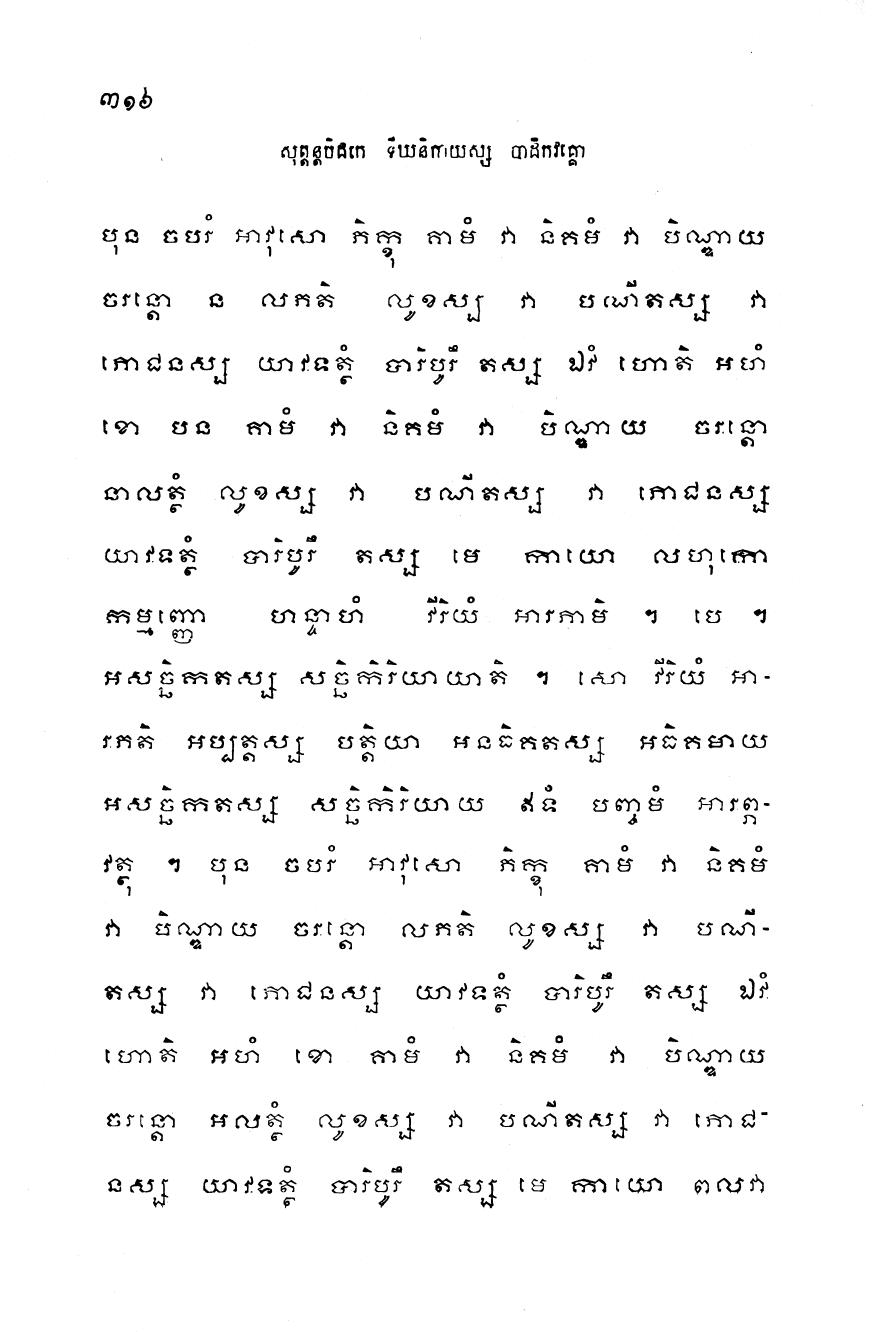 ៣១៦
សុត្តន្តបិដកេ ទីឃនិកាយស្ស បាដិកវគ្គោ
បុន ចបរំ អាវុសោ ភិក្ខុ គាមំ វា និគមំ វា បិណ្ឌាយ
ចរន្តោ ន លភតិ លូខស្ស វា បណីតស្ស វា
ភោជនស្ស យាវទត្ថំ បារិបូរឹ តស្ស ឯវំ ហោតិ អហំ
ខោ បន គាមំ វា និគមំ វា បិណ្ឌាយ ចរន្តោ
នាលត្ថំ លូខស្ស វា បណីតស្ស វា ភោជនស្ស
យាវទត្ថំ បារិបូរឹ តស្ស មេ កាយោ លហុកោ
កម្មញ្ញោ ហន្ទាហំ វីរិយំ អារភាមិ ។ បេ ។
អសច្ឆិកតស្ស សច្ឆិកិរិយាយាតិ ។ សោ វីរិយំ អា-
រភតិ អប្បត្តស្ស បត្តិយា អនធិគតស្ស អធិគមាយ
អសច្ឆិកតស្ស សច្ឆិកិរិយាយ ឥទំ បញ្ចមំ អារព្ភ-
វត្ថុ ។ បុន ចបរំ អាវុសោ ភិក្ខុ គាមំ វា និគមំ
វា បិណ្ឌាយ ចរន្តោ លភតិ លូខស្ស វា បណី-
តស្ស វា ភោជនស្ស យាវទត្ថំ បារិបូរឹ តស្ស ឯវំ
ហោតិ អហំ ខោ គាមំ វា និគមំ វា បិណ្ឌាយ
ចរន្តោ អលត្ថំ លូខស្ស វា បណីតស្ស វា ភោជ-
នស្ស យាវទត្ថំ បារិបូរឹ តស្ស មេ កាយោ ពលវា